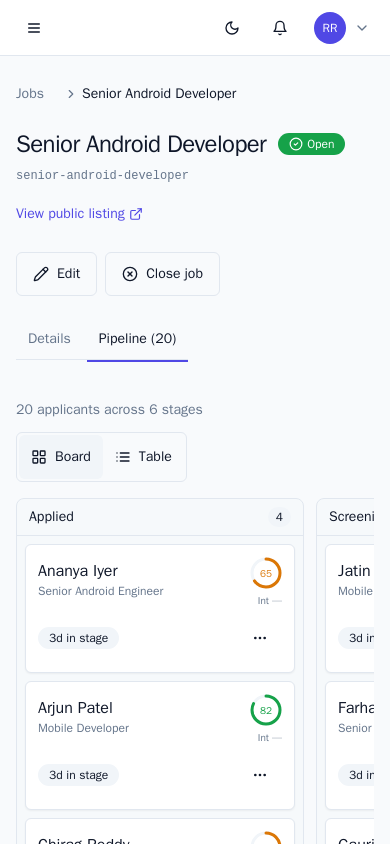 RR
Jobs > Senior Android Developer
Senior Android Developer Open
senior-android-developer
View public listing
Edit Close job
Details Pipeline (20)
20 applicants across 6 stages
Board Table
Applied 4
Ananya Iyer 65
Senior Android Engineer
Int —
3d in stage ...
Arjun Patel 82
Mobile Developer
Int —
3d in stage ...
Chirag Reddy
Screeni
Jatin
Mobile
3d in
Farha
Senior
3d in
Gauri